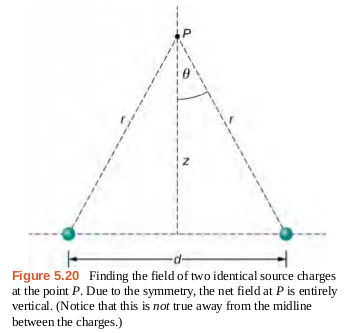 P
θ
r
r
z
d
Figure 5.20 Finding the field of two identical source charges
at the point P. Due to the symmetry, the net field at P is entirely
vertical. (Notice that this is not true away from the midline
between the charges.)